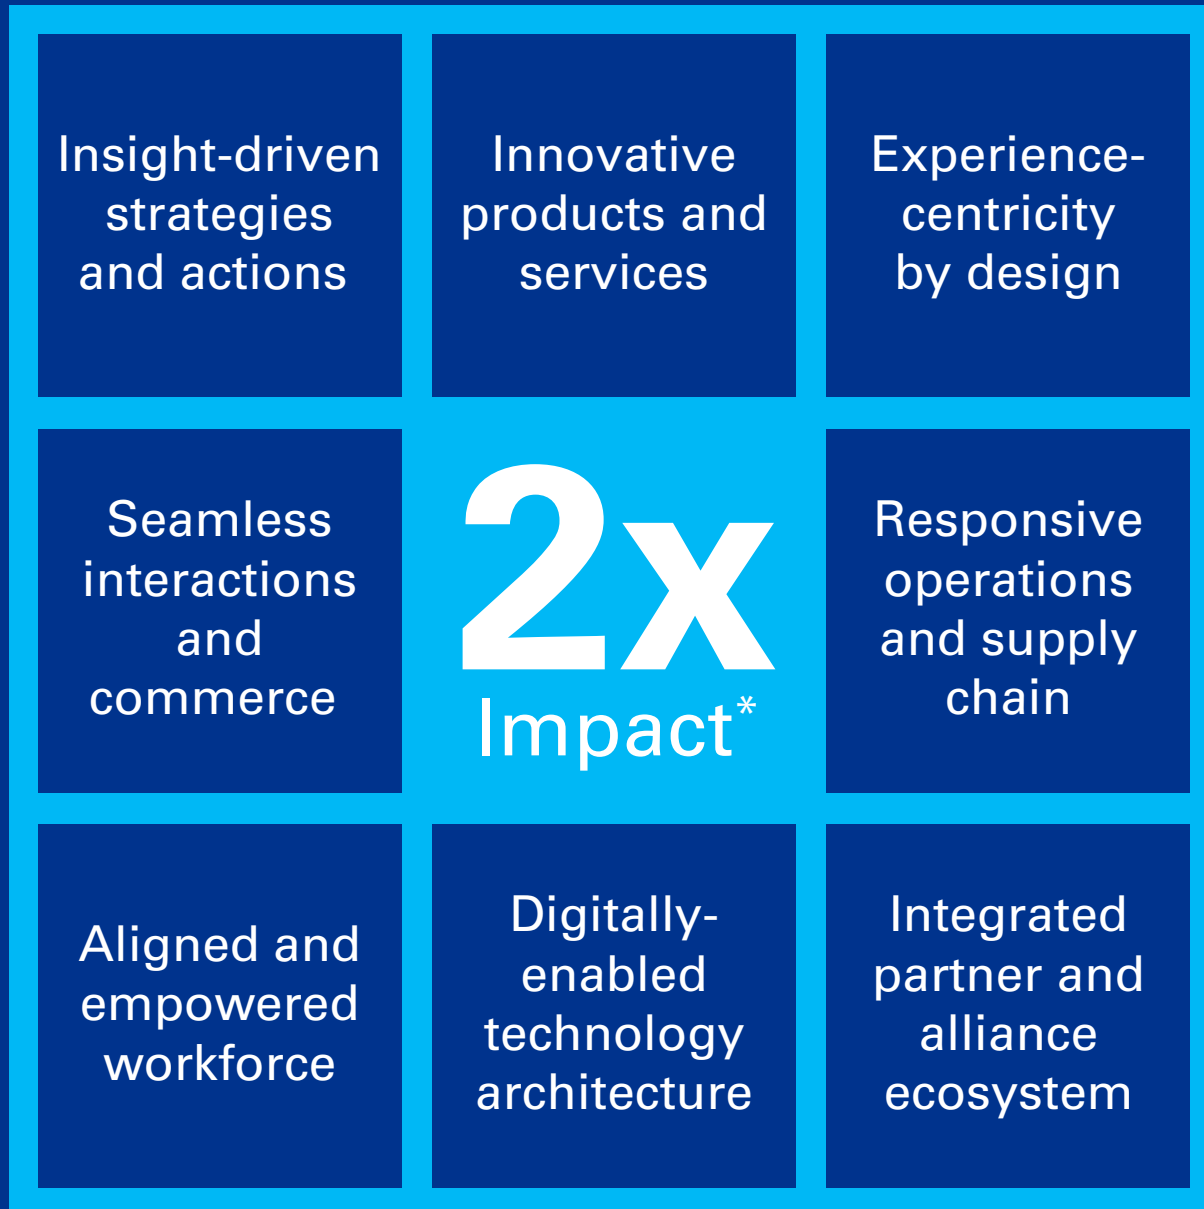 Insight-driven
strategies
and actions
Innovative
products and
services
Experience-
centricity
by design
Seamless
interactions
and
commerce
2x
Impact*
Responsive
operations
and supply
chain
Aligned and
empowered
workforce
Digitally-
enabled
technology
architecture
Integrated
partner and
alliance
ecosystem